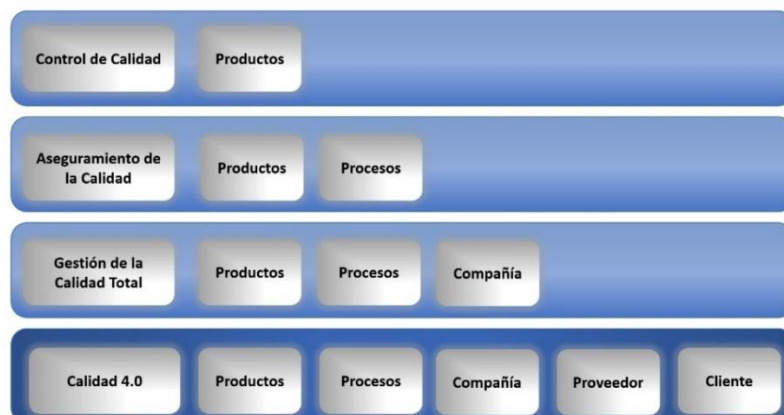 Control de Calidad
Productos
Aseguramiento de
la Calidad
Productos
Procesos
Gestión de la
Calidad Total
Productos
Procesos
Compañía
Calidad 4.0
Productos
Procesos
Compañía
Proveedor
Cliente